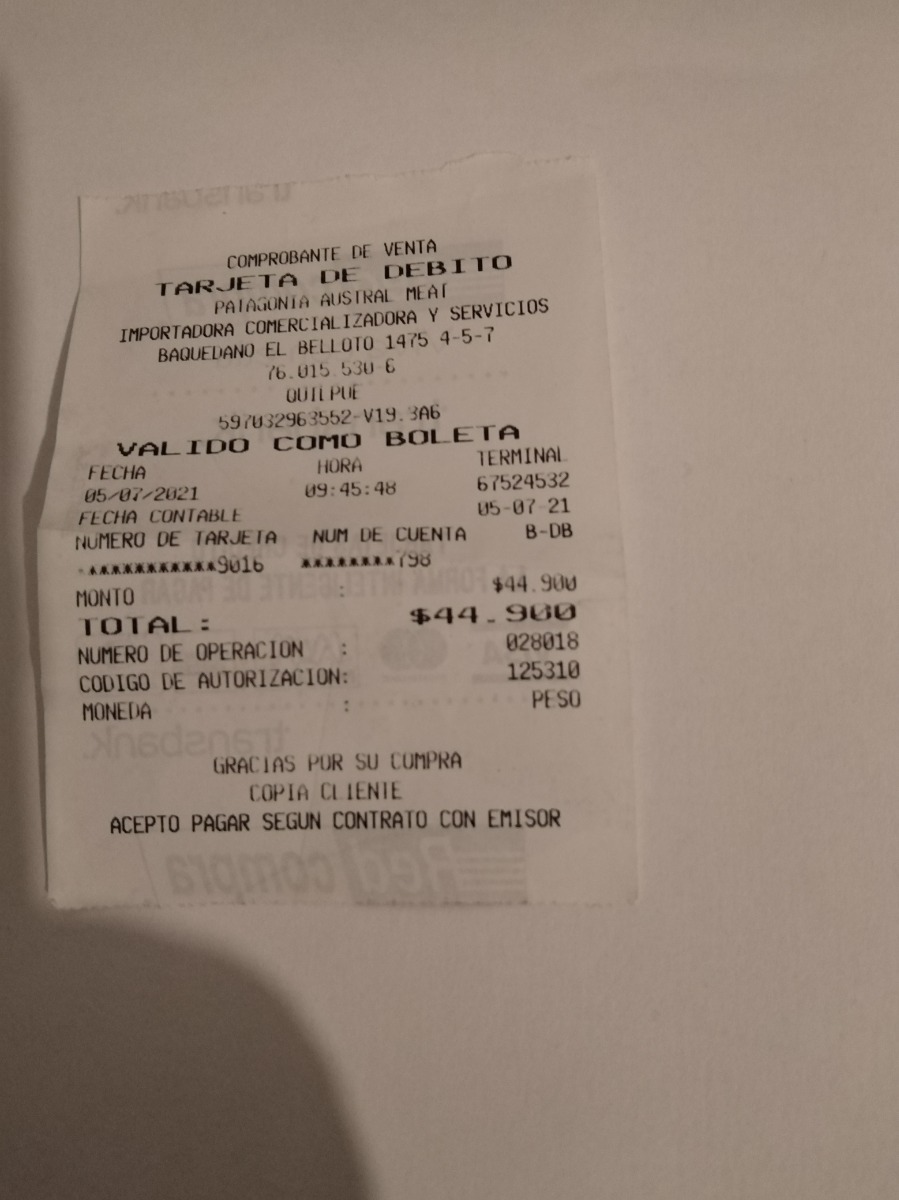 COMPROBANTE DE VENTA
TARJETA DE DEBITO
PATAGONIA AUSTRAL MEAT
IMPORTADORA COMERCIALIZADORA Y SERVICIOS
BAQUEDANO EL BELLOTO 1475 4-5-7
76.015.530-6
QUILPUE
597032963552-V19.3A6
VALIDO COMO BOLETA
FECHA HORA TERMINAL
05/07/2021 09:45:48 67524532
FECHA CONTABLE 05-07-21
NUMERO DE TARJETA NUM DE CUENTA B-DB
************9016 ********798
MONTO : $44.900
TOTAL: $44.900
NUMERO DE OPERACION : 028018
CODIGO DE AUTORIZACION: 125310
MONEDA : PESO
GRACIAS POR SU COMPRA
COPIA CLIENTE
ACEPTO PAGAR SEGUN CONTRATO CON EMISOR
transbank.
Red compra